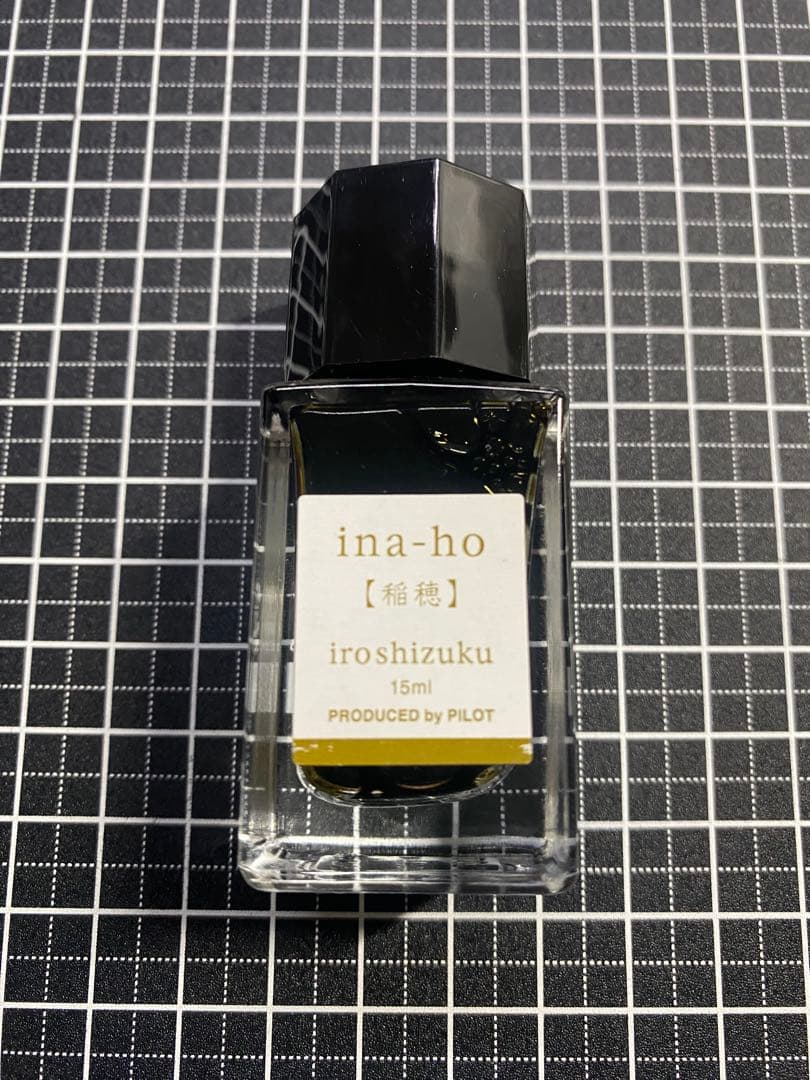 ina-ho
【稲穂】
iroshizuku
15ml
PRODUCED by PILOT